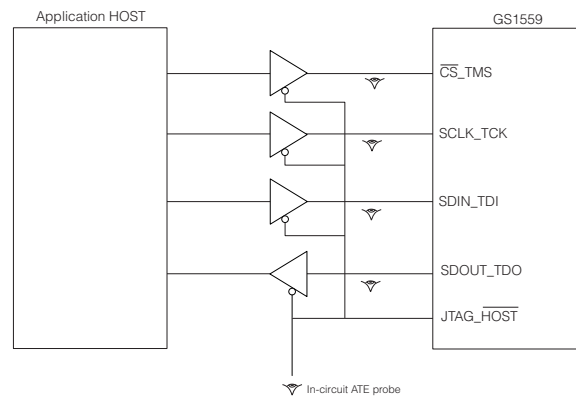 Application HOST
GS1559
CS_TMS
SCLK_TCK
SDIN_TDI
SDOUT_TDO
JTAG_HOST
In-circuit ATE probe